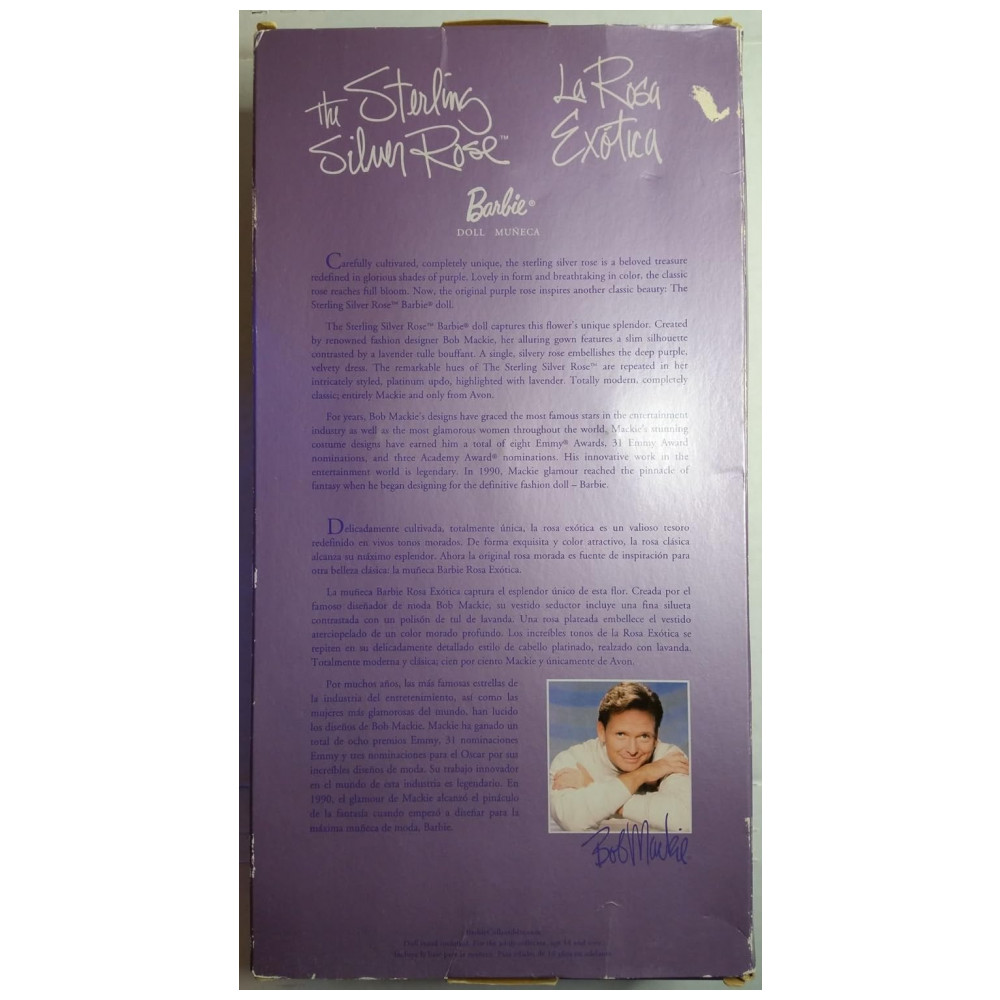 The Sterling
Silver Rose™
La Rosa
Exótica
Barbie®
DOLL MUÑECA
Carefully cultivated, completely unique, the sterling silver rose is a beloved treasure
redefined in glorious shades of purple. Lovely in form and breathtaking in color, the classic
rose reaches full bloom. Now, the original purple rose inspires another classic beauty: The
Sterling Silver Rose™ Barbie® doll.
The Sterling Silver Rose™ Barbie® doll captures this flower's unique splendor. Created
by renowned fashion designer Bob Mackie, her alluring gown features a slim silhouette
contrasted by a lavender tulle bouffant. A single, silvery rose embellishes the deep purple,
velvety dress. The remarkable hues of The Sterling Silver Rose™ are repeated in her
intricately styled, platinum updo, highlighted with lavender. Totally modern, completely
classic; entirely Mackie and only from Avon.
For years, Bob Mackie's designs have graced the most famous stars in the entertainment
industry as well as the most glamorous women throughout the world. Mackie's stunning
costume designs have earned him a total of eight Emmy® Awards, 31 Emmy Award
nominations, and three Academy Award® nominations. His innovative work in the
entertainment world is legendary. In 1990, Mackie glamour reached the pinnacle of
fantasy when he began designing for the definitive fashion doll – Barbie.
Delicadamente cultivada, totalmente única, la rosa exótica es un valioso tesoro
redefinido en vivos tonos morados. De forma exquisita y color atractivo, la rosa clásica
alcanza su máximo esplendor. Ahora la original rosa morada es fuente de inspiración para
otra belleza clásica: la muñeca Barbie Rosa Exótica.
La muñeca Barbie Rosa Exótica captura el esplendor único de esta flor. Creada por el
famoso diseñador de moda Bob Mackie, su vestido seductor incluye una fina silueta
contrastada con un polisón de tul de lavanda. Una rosa plateada embellece el vestido
arreciopelado de un color morado profundo. Los increíbles tonos de la Rosa Exótica se
repiten en su delicadamente detallado estilo de cabello platinado, realzado con lavanda.
Totalmente moderna y clásica; cien por ciento Mackie y únicamente de Avon.
Por muchos años, las más famosas estrellas de
la industria del entretenimiento, así como las
mujeres más glamorosas del mundo, han lucido
los diseños de Bob Mackie. Mackie ha ganado un
total de ocho premios Emmy, 31 nominaciones
Emmy y tres nominaciones para el Oscar por sus
increíbles diseños de moda. Su trabajo innovador
en el mundo de esta industria es legendario. En
1990, el glamour de Mackie alcanzó el pináculo
de la fantasía cuando empezó a diseñar para la
máxima muñeca de moda, Barbie.
Bob Mackie